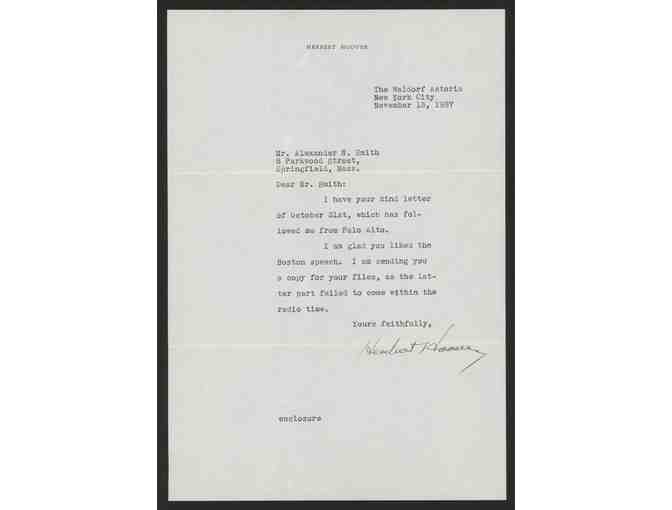 HERBERT HOOVER
The Waldorf Astoria
New York City
November 15, 1937
Mr. Alexander Smith
8 Parkwood Street,
Springfield, Mass.
Dear Mr. Smith:
I have your kind letter
of October 31st, which has fol-
lowed me from Palo Alto.
I am glad you liked the
Boston speech. I am sending you
a copy for your files, as the lat-
ter part failed to come within the
radio time.
Yours faithfully,
Herbert Hoover
enclosure